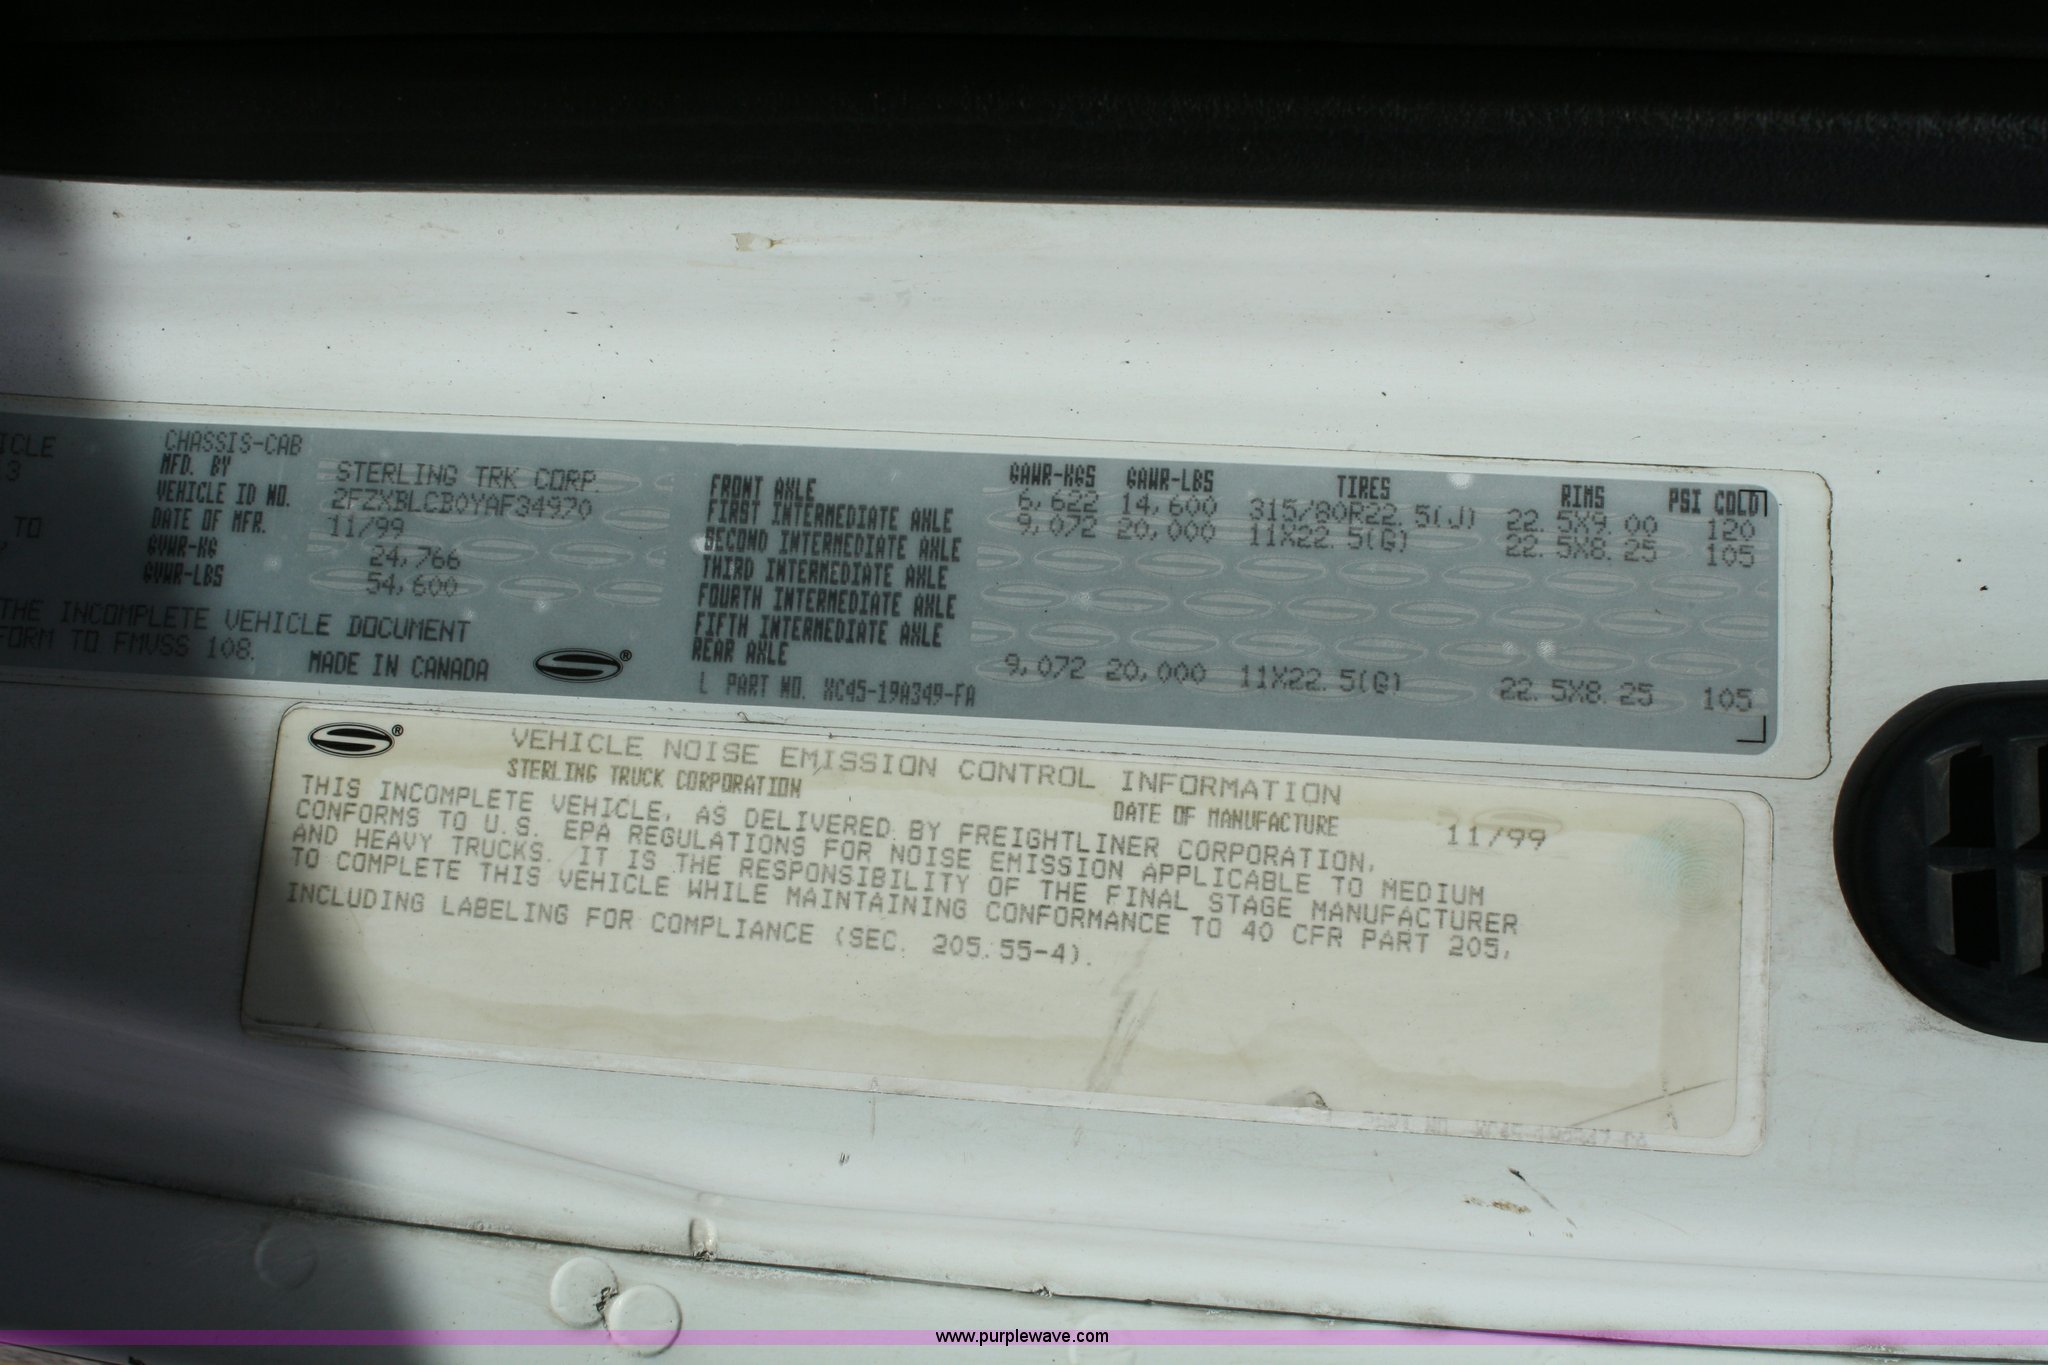 ICLE
3
TO
CHASSIS-CAB
MFD. BY STERLING TRK CORP.
VEHICLE ID NO. 2FZXBLCB0YAF34970
DATE OF MFR. 11/99
GVWR-KG 24,766
GVWR-LBS 54,600
THE INCOMPLETE VEHICLE DOCUMENT
FORM TO FMVSS 108.
MADE IN CANADA
GAWR-KGS GAWR-LBS TIRES RIMS PSI COLD
FRONT AXLE 6,622 14,600 315/80R22.5(J) 22.5X9.00 120
FIRST INTERMEDIATE AXLE 9,072 20,000 11X22.5(G) 22.5X8.25 105
SECOND INTERMEDIATE AXLE
THIRD INTERMEDIATE AXLE
FOURTH INTERMEDIATE AXLE
FIFTH INTERMEDIATE AXLE
REAR AXLE 9,072 20,000 11X22.5(G) 22.5X8.25 105
L PART NO. XC45-19A349-FA
VEHICLE NOISE EMISSION CONTROL INFORMATION
STERLING TRUCK CORPORATION DATE OF MANUFACTURE 11/99
THIS INCOMPLETE VEHICLE, AS DELIVERED BY FREIGHTLINER CORPORATION,
CONFORMS TO U.S. EPA REGULATIONS FOR NOISE EMISSION APPLICABLE TO MEDIUM
AND HEAVY TRUCKS. IT IS THE RESPONSIBILITY OF THE FINAL STAGE MANUFACTURER
TO COMPLETE THIS VEHICLE WHILE MAINTAINING CONFORMANCE TO 40 CFR PART 205,
INCLUDING LABELING FOR COMPLIANCE (SEC. 205.55-4).
PART NO.
www.purplewave.com